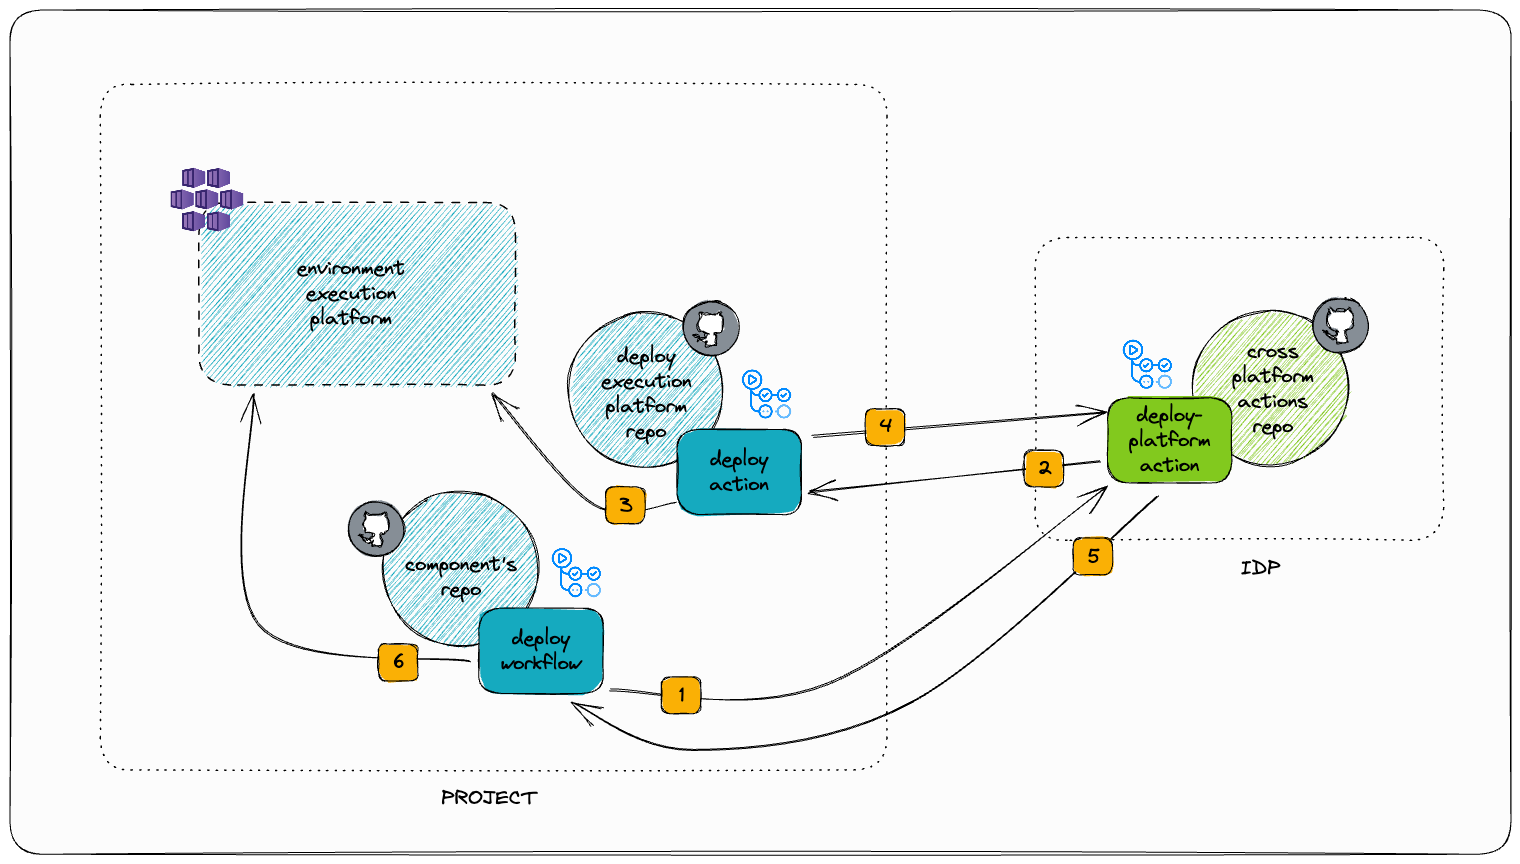 environment
execution
platform
deploy
execution
platform
repo
deploy
action
4
2
3
cross
platform
actions
repo
deploy-
platform
action
component's
repo
deploy
workflow
5
IDP
6
1
PROJECT